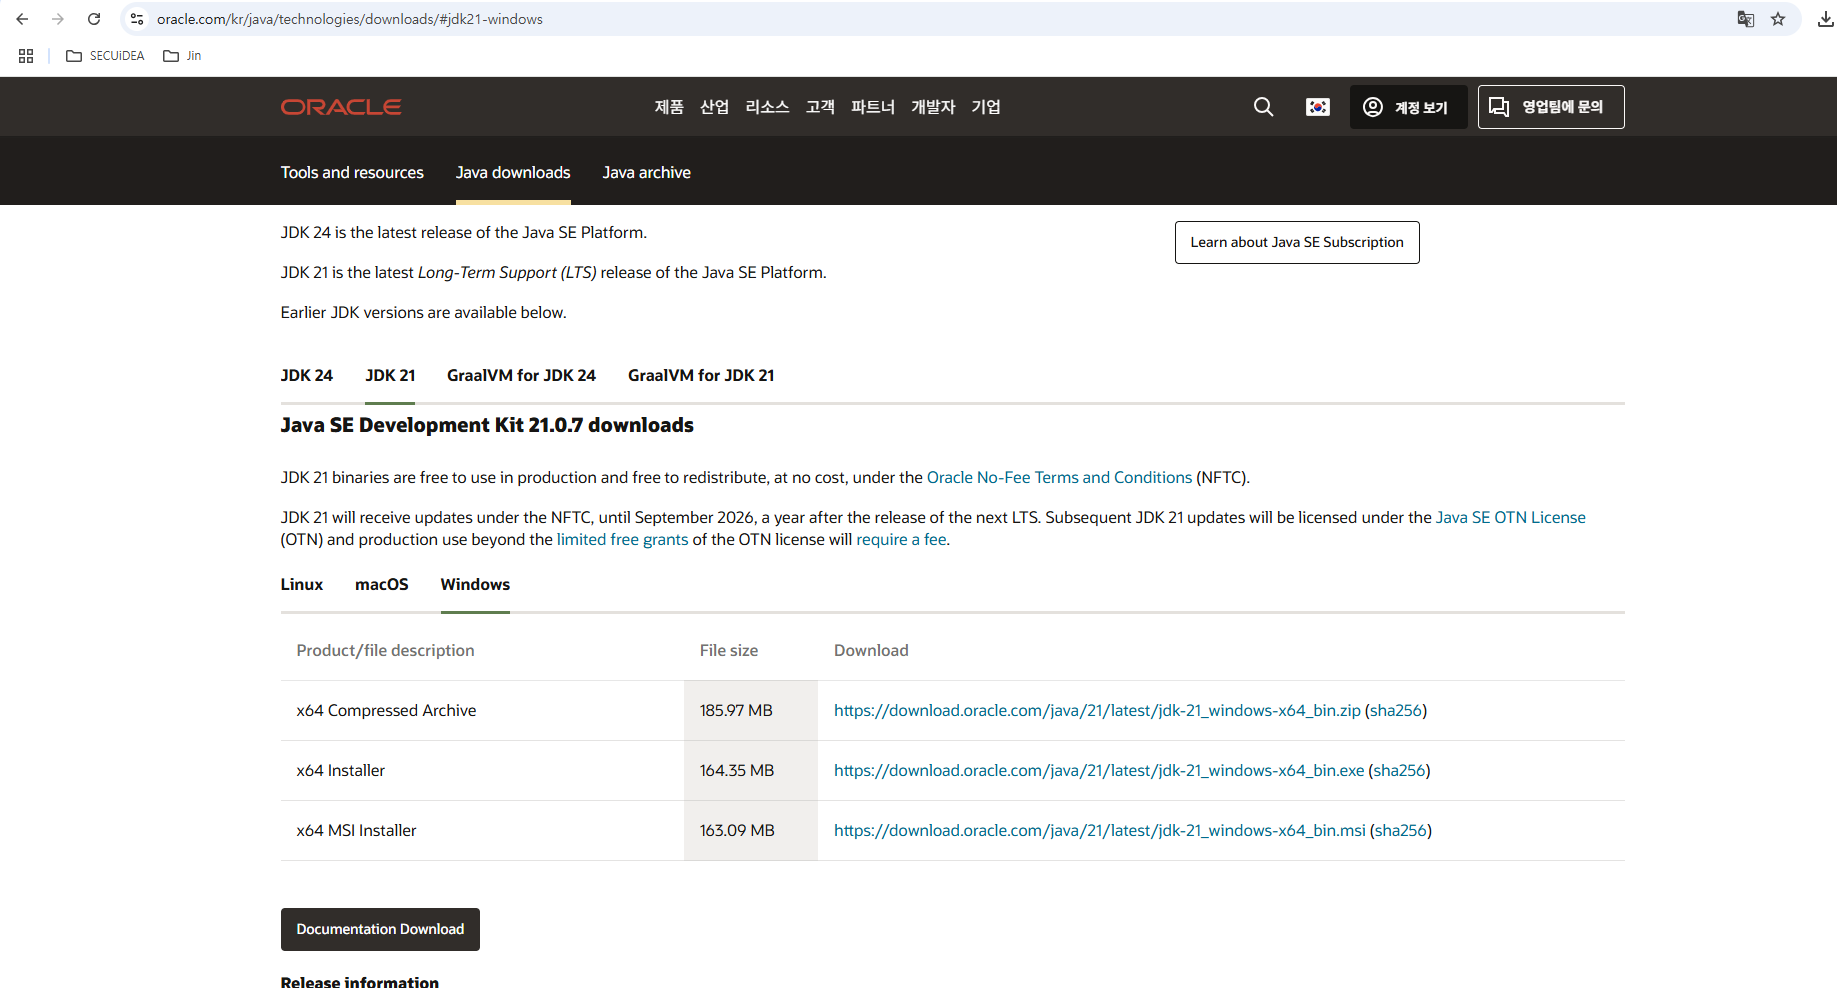 oracle.com/kr/java/technologies/downloads/#jdk21-windows
SECUiDEA Jin
ORACLE 제품 산업 리소스 고객 파트너 개발자 기업 계정 보기 영업팀에 문의
Tools and resources Java downloads Java archive
JDK 24 is the latest release of the Java SE Platform.
Learn about Java SE Subscription
JDK 21 is the latest Long-Term Support (LTS) release of the Java SE Platform.
Earlier JDK versions are available below.
JDK 24 JDK 21 GraalVM for JDK 24 GraalVM for JDK 21
Java SE Development Kit 21.0.7 downloads
JDK 21 binaries are free to use in production and free to redistribute, at no cost, under the Oracle No-Fee Terms and Conditions (NFTC).
JDK 21 will receive updates under the NFTC, until September 2026, a year after the release of the next LTS. Subsequent JDK 21 updates will be licensed under the Java SE OTN License
(OTN) and production use beyond the limited free grants of the OTN license will require a fee.
Linux macOS Windows
Product/file description File size Download
x64 Compressed Archive 185.97 MB https://download.oracle.com/java/21/latest/jdk-21_windows-x64_bin.zip (sha256)
x64 Installer 164.35 MB https://download.oracle.com/java/21/latest/jdk-21_windows-x64_bin.exe (sha256)
x64 MSI Installer 163.09 MB https://download.oracle.com/java/21/latest/jdk-21_windows-x64_bin.msi (sha256)
Documentation Download
Release information